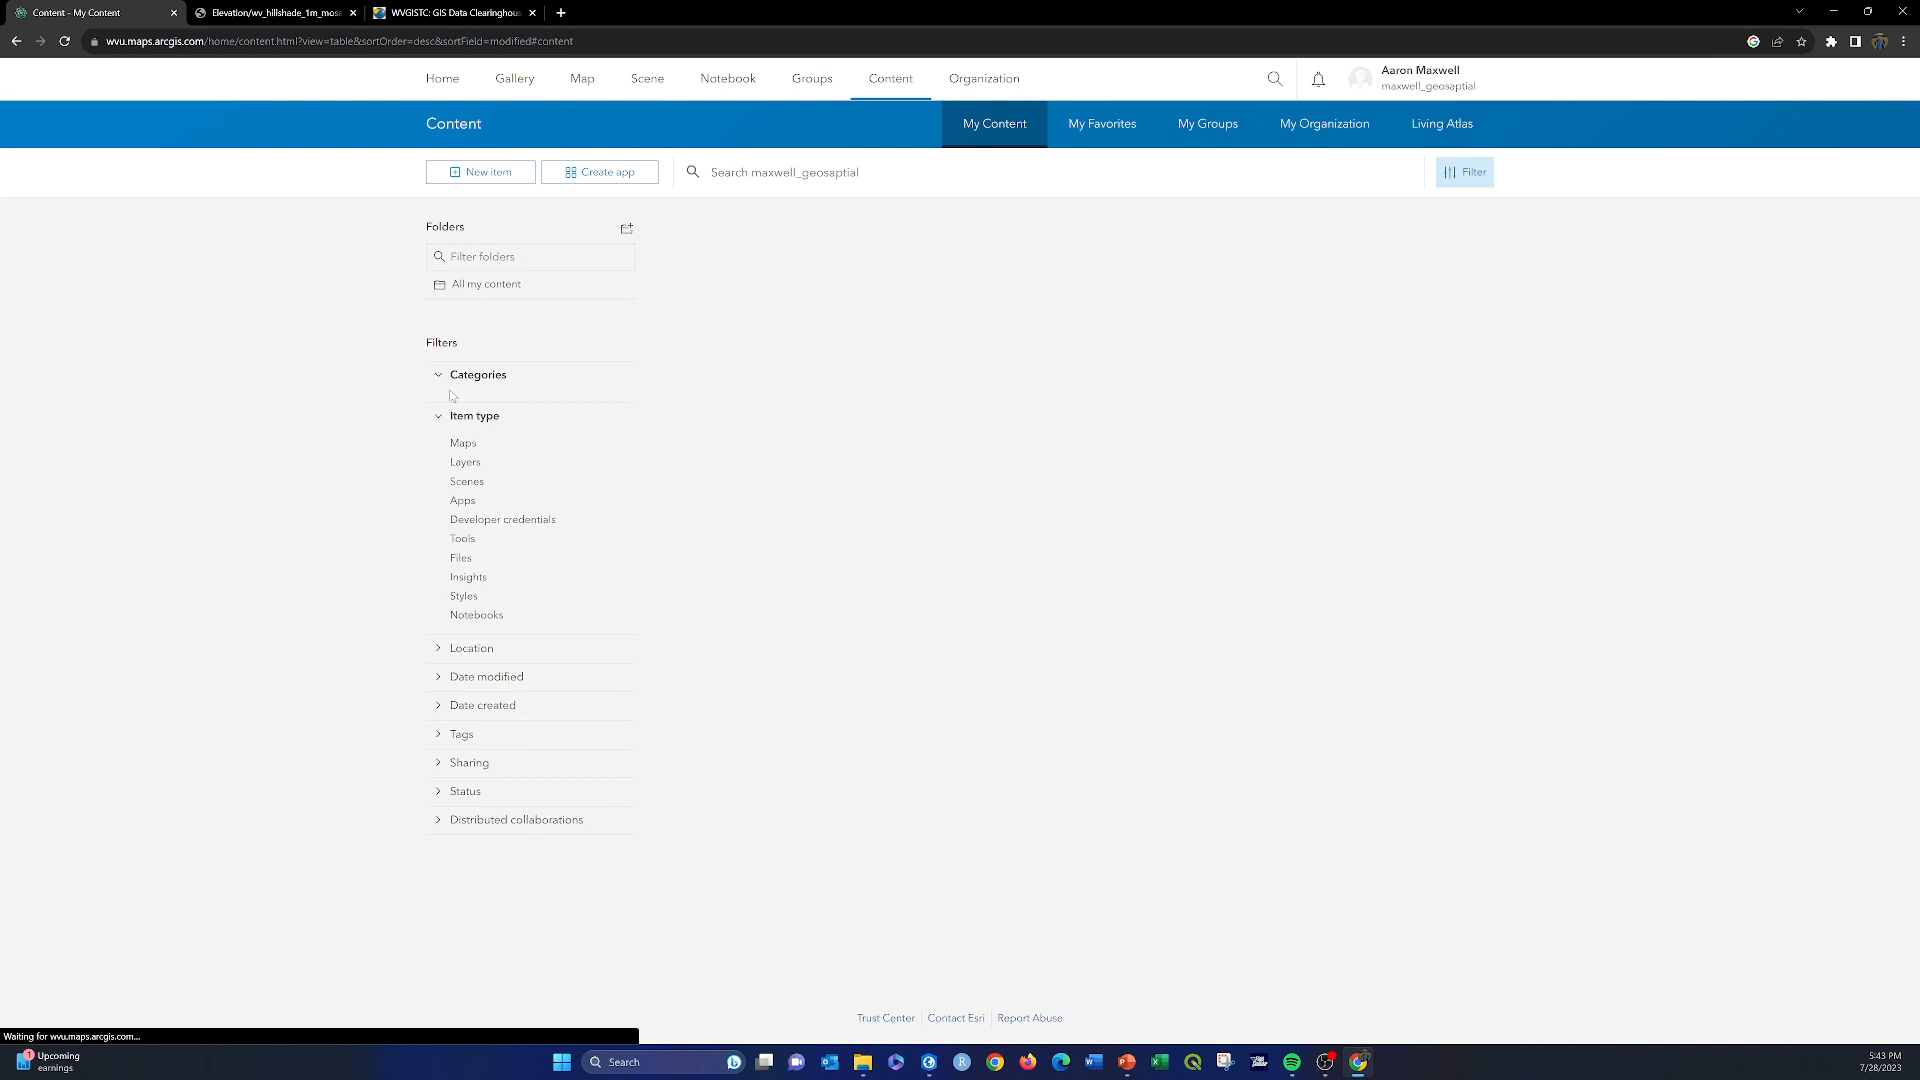 Content - My Content
Elevation/wv_hillshade_1m_mosa
WVGISTC: GIS Data Clearinghous
wvu.maps.arcgis.com/home/content.html?view=table&sortOrder=desc&sortField=modified#content
Home
Gallery
Map
Scene
Notebook
Groups
Content
Organization
Aaron Maxwell
maxwell_geosaptial
Content
My Content
My Favorites
My Groups
My Organization
Living Atlas
New item
Create app
Search maxwell_geosaptial
Filter
Folders
Filter folders
All my content
Filters
Categories
Item type
Maps
Layers
Scenes
Apps
Developer credentials
Tools
Files
Insights
Styles
Notebooks
Location
Date modified
Date created
Tags
Sharing
Status
Distributed collaborations
Trust Center
Contact Esri
Report Abuse
Waiting for wvu.maps.arcgis.com...
Upcoming
earnings
Search
5:43 PM
7/28/2023